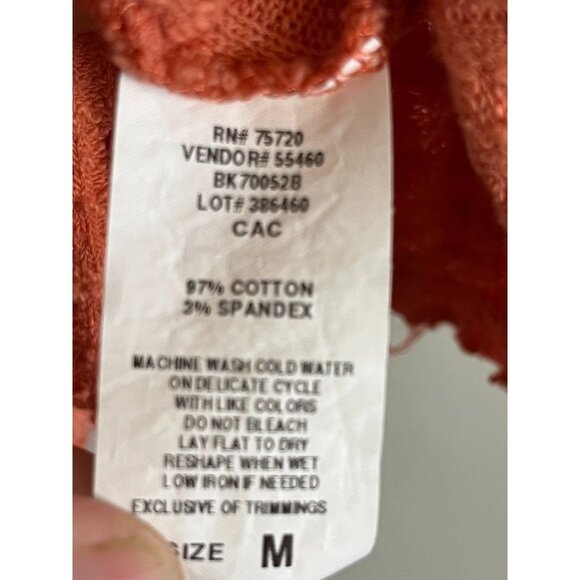 RN# 75720
VENDOR# 55460
BK70052B
LOT# 386460
CAC
97% COTTON
3% SPANDEX
MACHINE WASH COLD WATER
ON DELICATE CYCLE
WITH LIKE COLORS
DO NOT BLEACH
LAY FLAT TO DRY
RESHAPE WHEN WET
LOW IRON IF NEEDED
EXCLUSIVE OF TRIMMINGS
SIZE M